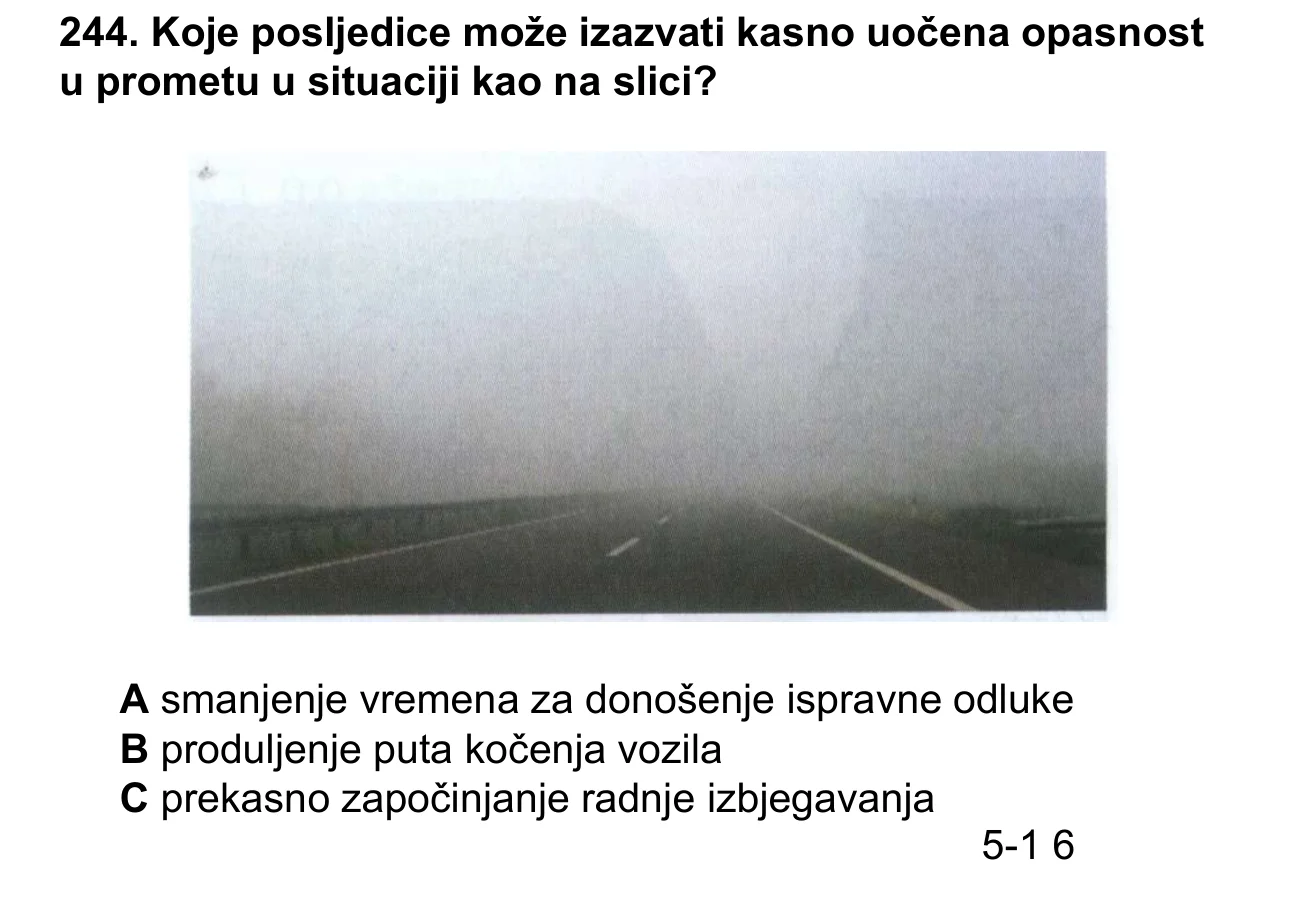 244. Koje posljedice može izazvati kasno uočena opasnost
u prometu u situaciji kao na slici?
A smanjenje vremena za donošenje ispravne odluke
B produljenje puta kočenja vozila
C prekasno započinjanje radnje izbjegavanja
5-1 6